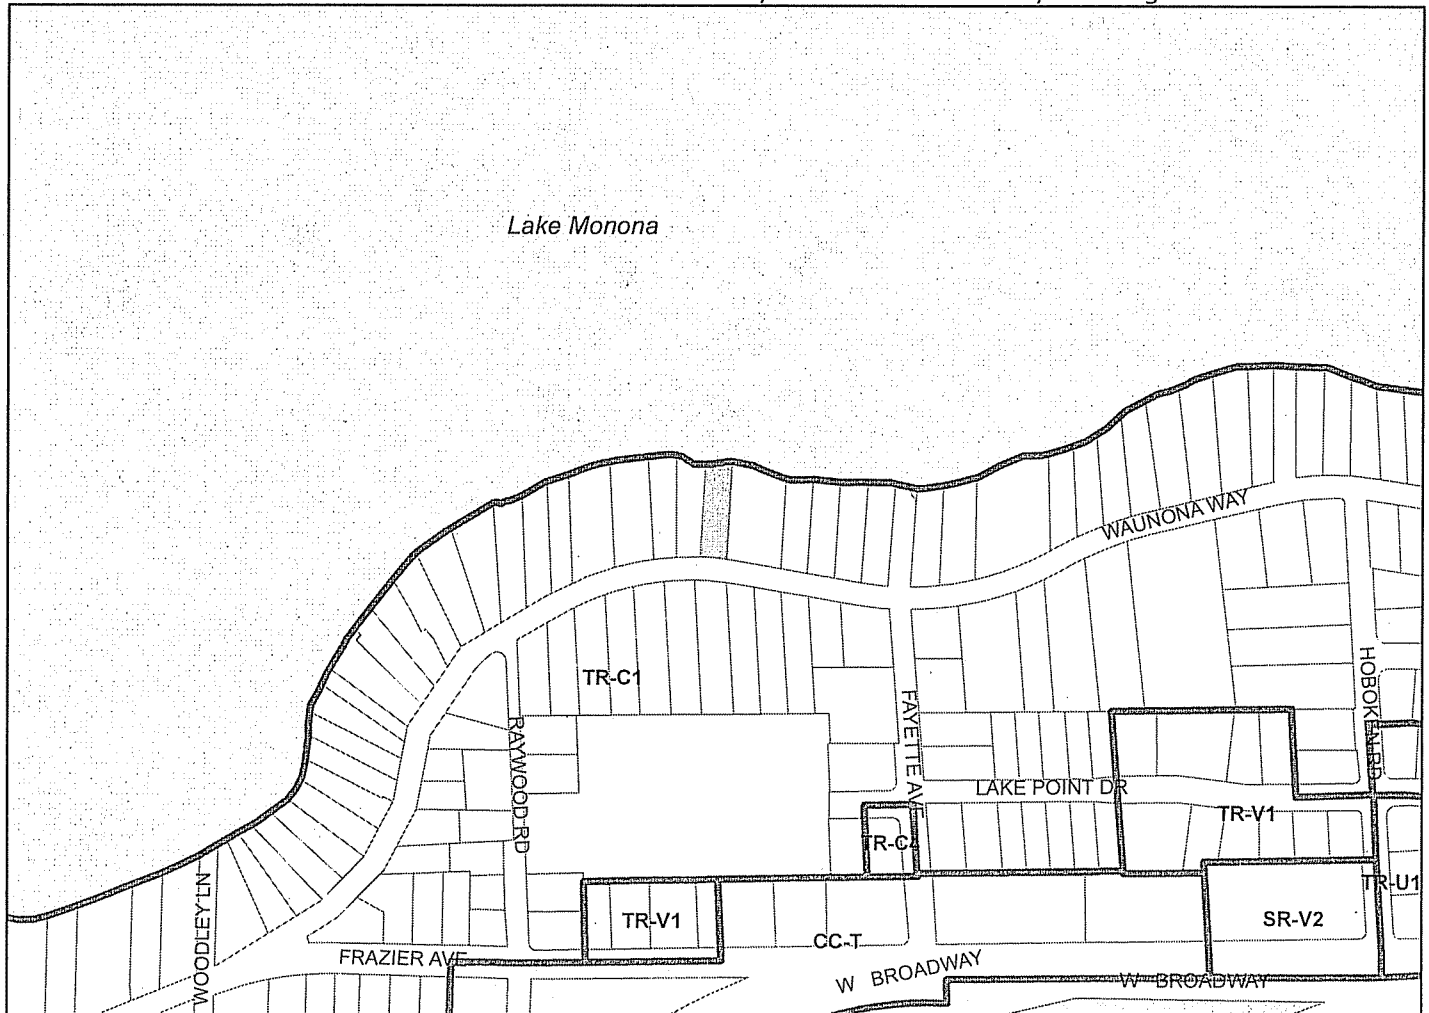 Lake Monona
WAUNONA WAY
TR-C1
HOBOKEN RD
RAYWOOD RD
FAYETTE AVE
LAKE POINT DR
TR-V1
TR-C4
TR-U1
WOODLEY LN
TR-V1
SR-V2
CC-T
FRAZIER AVE
W BROADWAY
W BROADWAY